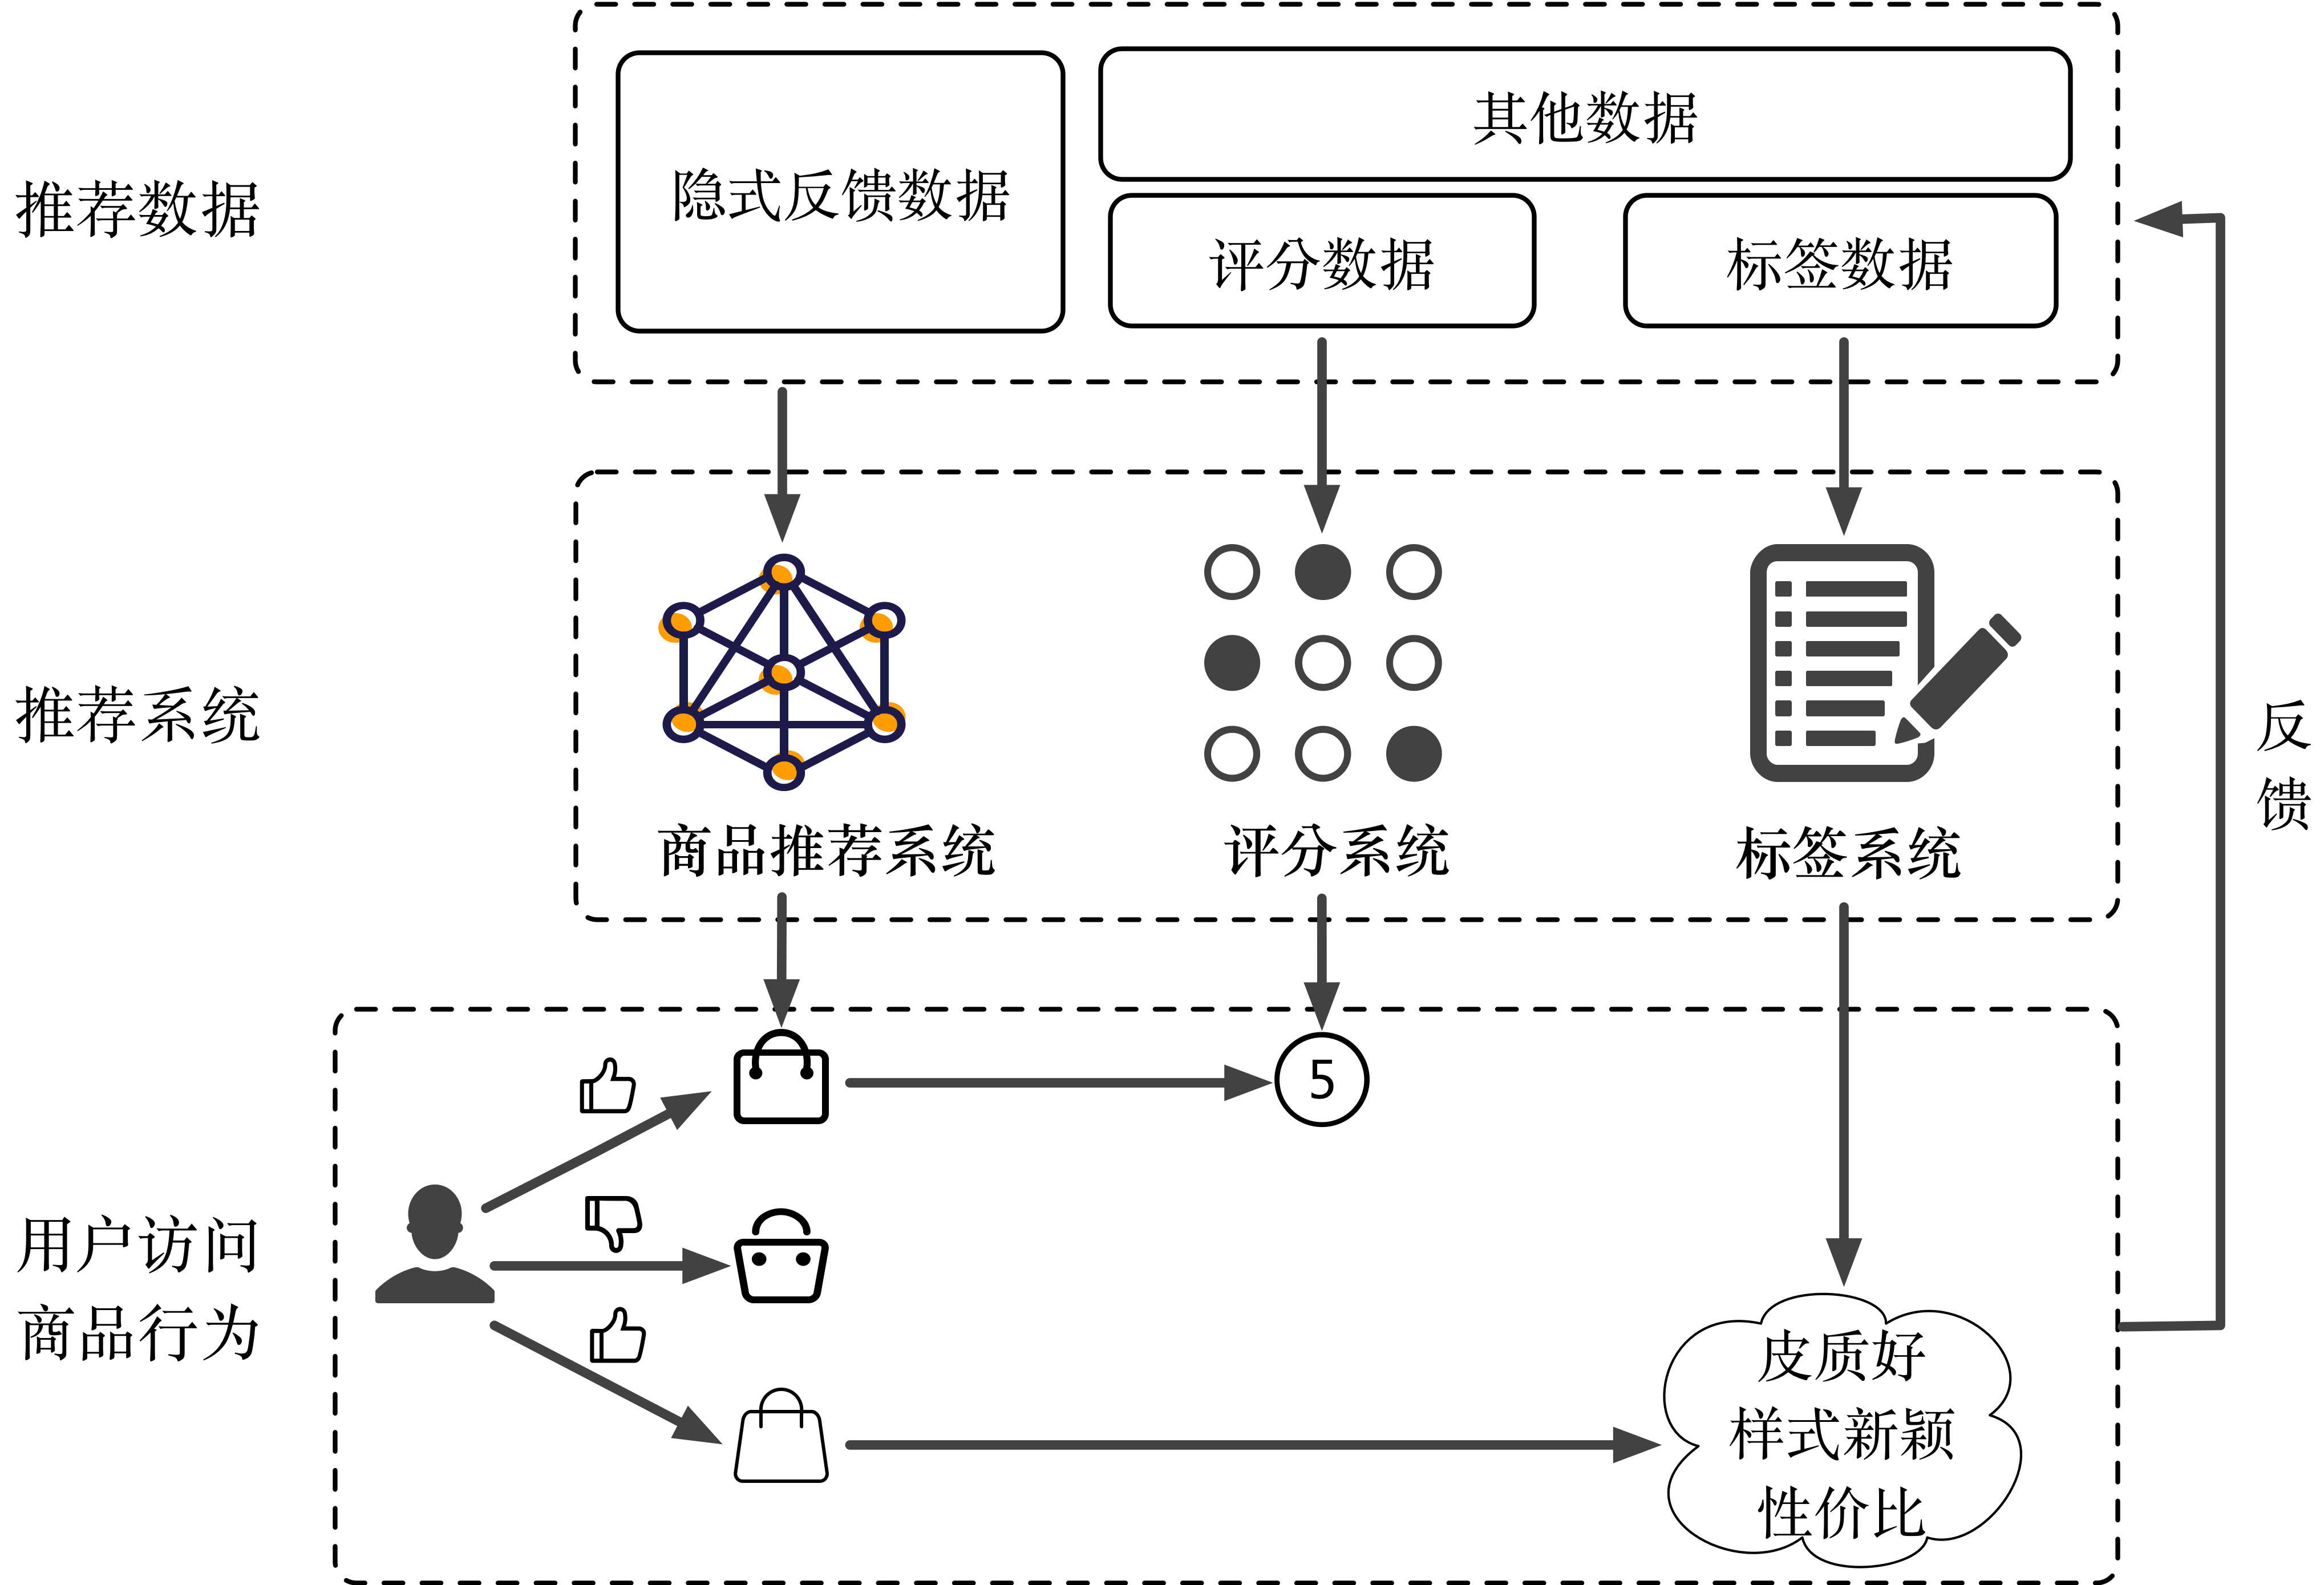 推荐数据
隐式反馈数据
其他数据
评分数据
标签数据
推荐系统
商品推荐系统
评分系统
标签系统
反
馈
用户访问
商品行为
5
皮质好
样式新颖
性价比